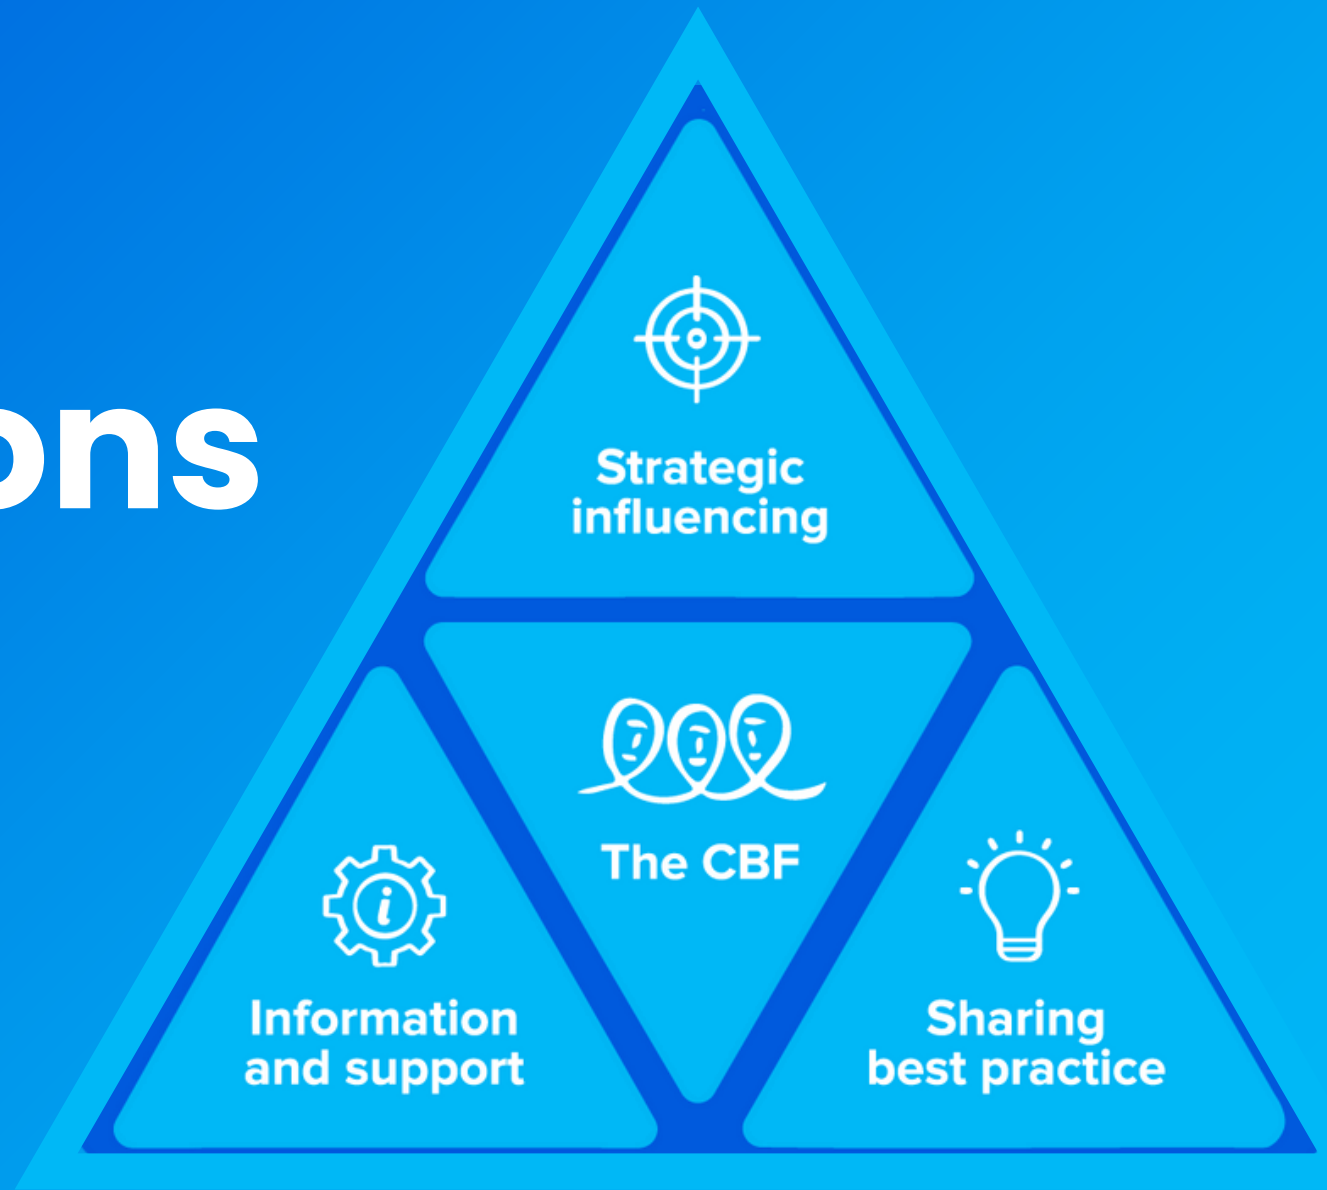 ons
Strategic
influencing
The CBF
Information
and support
Sharing
best practice